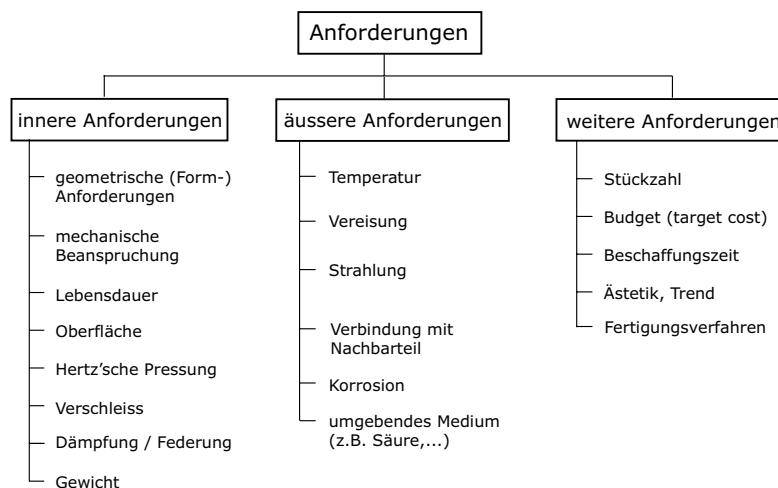 Anforderungen
innere Anforderungen
geometrische (Form-)
Anforderungen
mechanische
Beanspruchung
Lebensdauer
Oberfläche
Hertz’sche Pressung
Verschleiss
Dämpfung / Federung
Gewicht
äussere Anforderungen
Temperatur
Vereisung
Strahlung
Verbindung mit
Nachbarteil
Korrosion
umgebendes Medium
(z.B. Säure,...)
weitere Anforderungen
Stückzahl
Budget (target cost)
Beschaffungszeit
Ästetik, Trend
Fertigungsverfahren